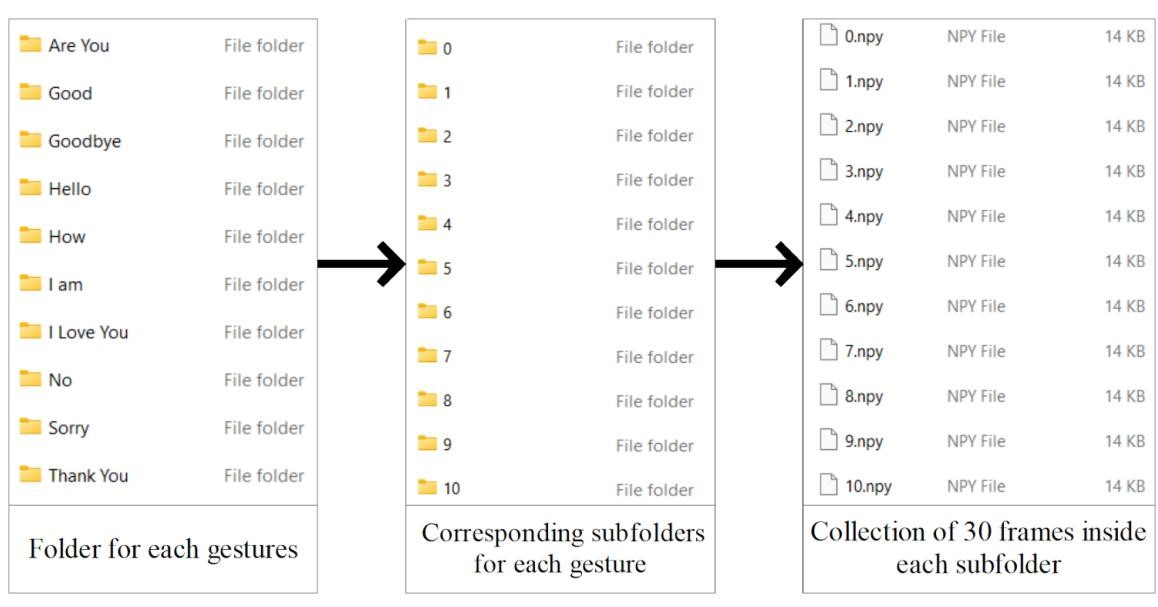 Are You File folder
Good File folder
Goodbye File folder
Hello File folder
How File folder
I am File folder
I Love You File folder
No File folder
Sorry File folder
Thank You File folder
Folder for each gestures
0 File folder
1 File folder
2 File folder
3 File folder
4 File folder
5 File folder
6 File folder
7 File folder
8 File folder
9 File folder
10 File folder
Corresponding subfolders
for each gesture
0.npy NPY File 14 KB
1.npy NPY File 14 KB
2.npy NPY File 14 KB
3.npy NPY File 14 KB
4.npy NPY File 14 KB
5.npy NPY File 14 KB
6.npy NPY File 14 KB
7.npy NPY File 14 KB
8.npy NPY File 14 KB
9.npy NPY File 14 KB
10.npy NPY File 14 KB
Collection of 30 frames inside
each subfolder